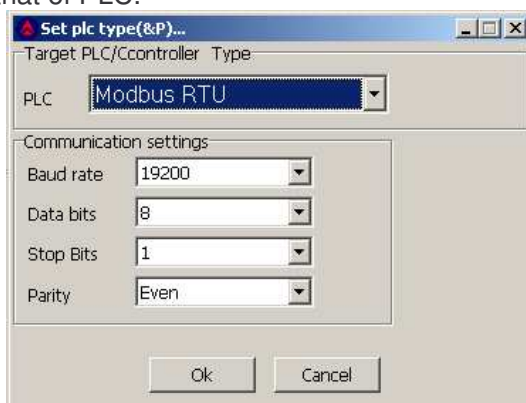 that of PLC.
Set plc type(&P)...
Target PLC/Ccontroller Type
PLC Modbus RTU
Communication settings
Baud rate 19200
Data bits 8
Stop Bits 1
Parity Even
Ok Cancel